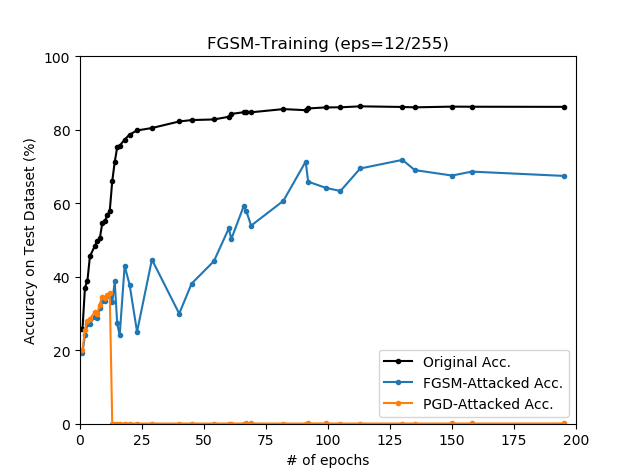 FGSM-Training (eps=12/255)
100
80
60
40
20
0
Accuracy on Test Dataset (%)
Original Acc.
FGSM-Attacked Acc.
PGD-Attacked Acc.
0 25 50 75 100 125 150 175 200
# of epochs